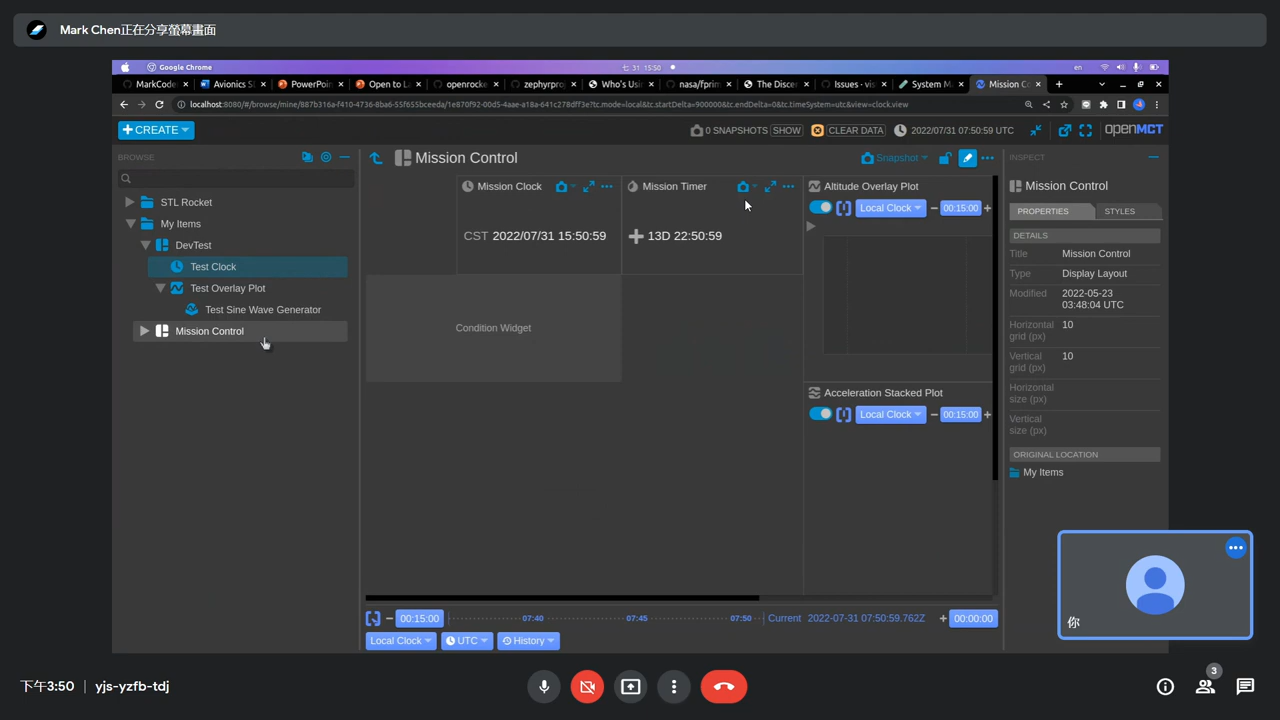 Mark Chen正在分享螢幕畫面
Google Chrome
七 31 15:50
en
MarkCode
Avionics S
PowerPoin
Open to L
openrocke
zephyrpro
Who's Usin
nasa/fprim
The Discer
Issues · vis
System M
Mission Co
localhost:8080/#/browse/mine/887b316a-f410-4736-8ba6-55f655bceeda/1e870f92-00d5-4aae-a18a-641c278dff3e?tc.mode=local&tc.startDelta=900000&tc.endDelta=0&tc.timeSystem=utc&view=clock.view
CREATE
0 SNAPSHOTS SHOW
CLEAR DATA
2022/07/31 07:50:59 UTC
openMCT
BROWSE
STL Rocket
My Items
DevTest
Test Clock
Test Overlay Plot
Test Sine Wave Generator
Mission Control
Mission Control
Snapshot
Mission Clock
CST 2022/07/31 15:50:59
Mission Timer
13D 22:50:59
Condition Widget
Altitude Overlay Plot
Local Clock
00:15:00
Acceleration Stacked Plot
Local Clock
00:15:00
INSPECT
Mission Control
PROPERTIES
STYLES
DETAILS
Title Mission Control
Type Display Layout
Modified 2022-05-23
03:48:04 UTC
Horizontal 10
grid (px)
Vertical 10
grid (px)
Horizontal
size (px)
Vertical
size (px)
ORIGINAL LOCATION
My Items
00:15:00
07:40
07:45
07:50
Current 2022-07-31 07:50:59.762Z
00:00:00
Local Clock
UTC
History
你
下午3:50 | yjs-yzfb-tdj
3